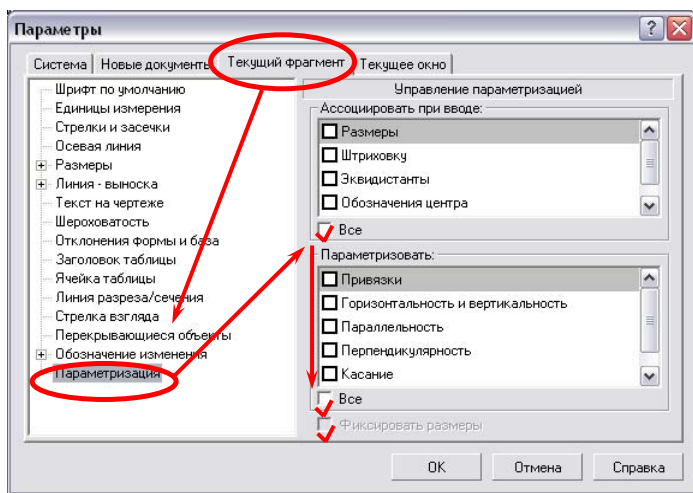 Параметры
Система Новые документы Текущий фрагмент Текущее окно
Шрифт по умолчанию
Единицы измерения
Стрелки и засечки
Осевая линия
Размеры
Линия - выноска
Текст на чертеже
Шероховатость
Отклонения формы и база
Заголовок таблицы
Ячейка таблицы
Линия разреза/сечения
Стрелка взгляда
Перекрывающиеся объекты
Обозначение изменения
Параметризация
Управление параметризацией
Ассоциировать при вводе:
Размеры
Штриховку
Эквидистанты
Обозначения центра
Все
Параметризовать:
Привязки
Горизонтальность и вертикальность
Параллельность
Перпендикулярность
Касание
Все
Фиксировать размеры
OK Отмена Справка